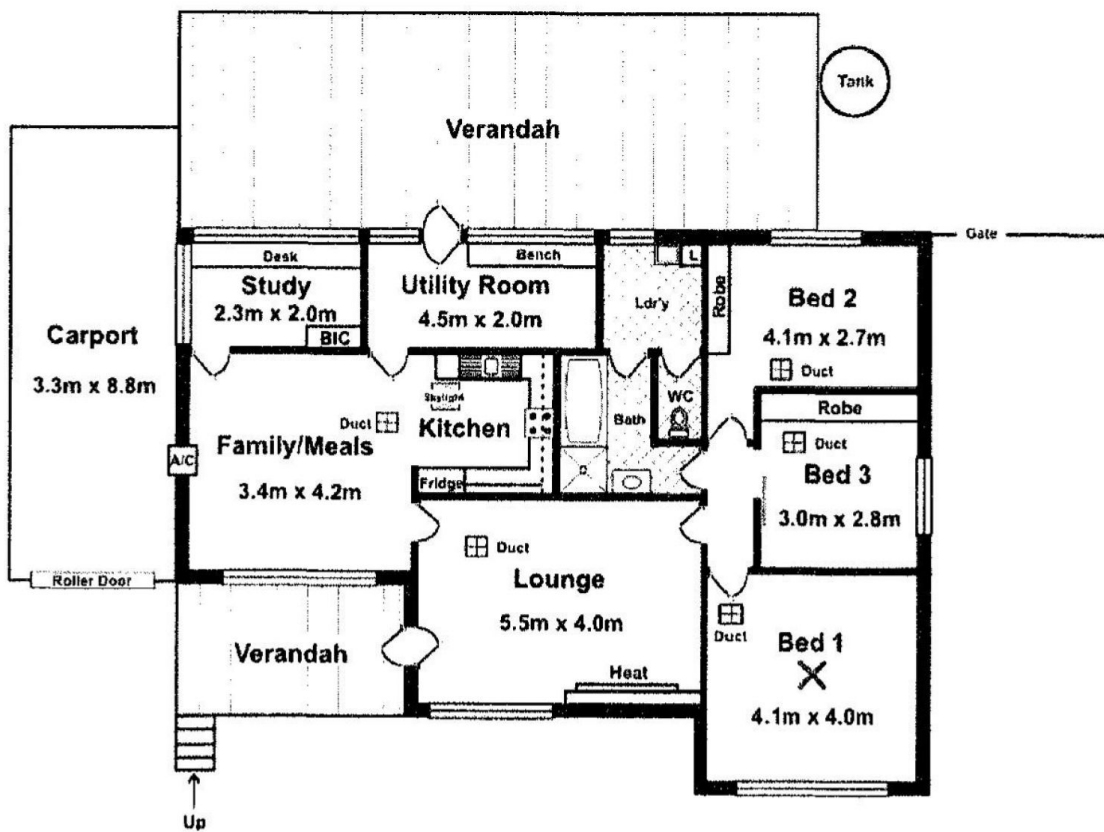 Tank
Verandah
Gate
Desk
Study
2.3m x 2.0m
BIC
Bench
Utility Room
4.5m x 2.0m
L
Ldr'y
Robe
Bed 2
4.1m x 2.7m
Duct
Carport
3.3m x 8.8m
Skylight
Duct
Kitchen
Family/Meals
3.4m x 4.2m
A/C
Fridge
Bath
WC
Robe
Duct
Bed 3
3.0m x 2.8m
Roller Door
Duct
Lounge
5.5m x 4.0m
Heat
Verandah
Duct
Bed 1
4.1m x 4.0m
Up